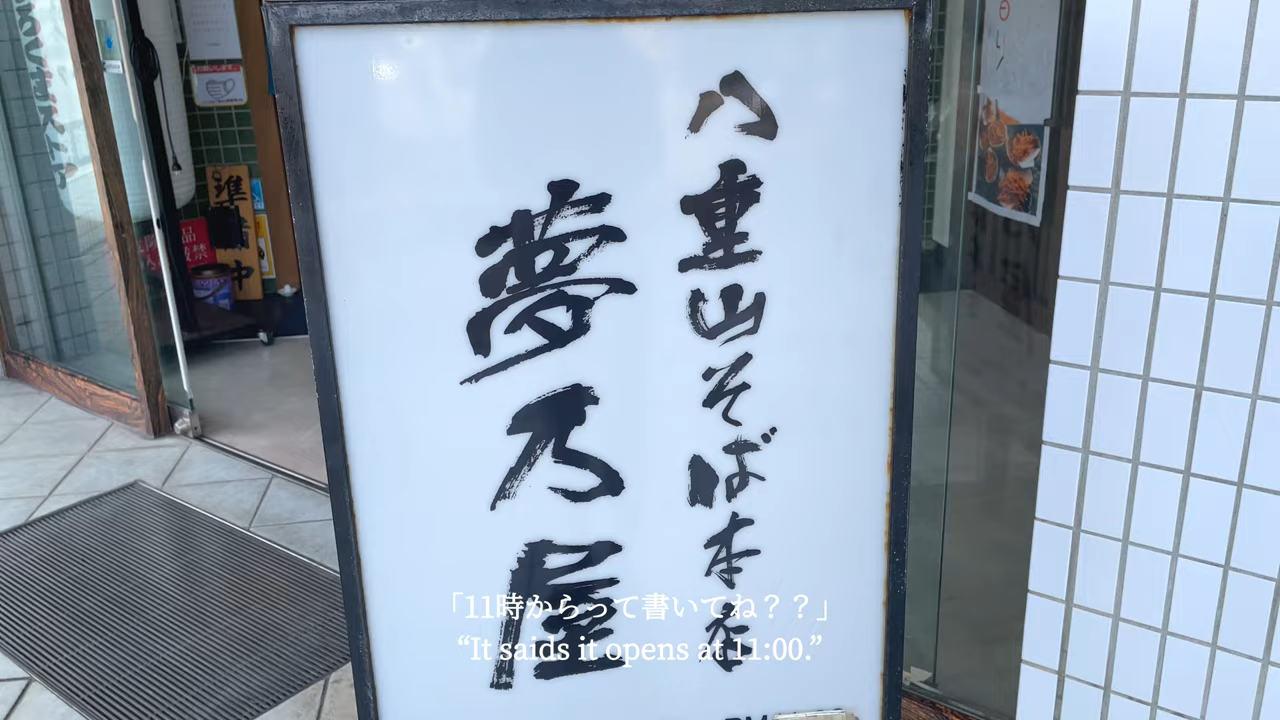 八重山そば本店
夢乃屋
準備中
「11時からって書いてね？？」
“It saids it opens at 11:00.”